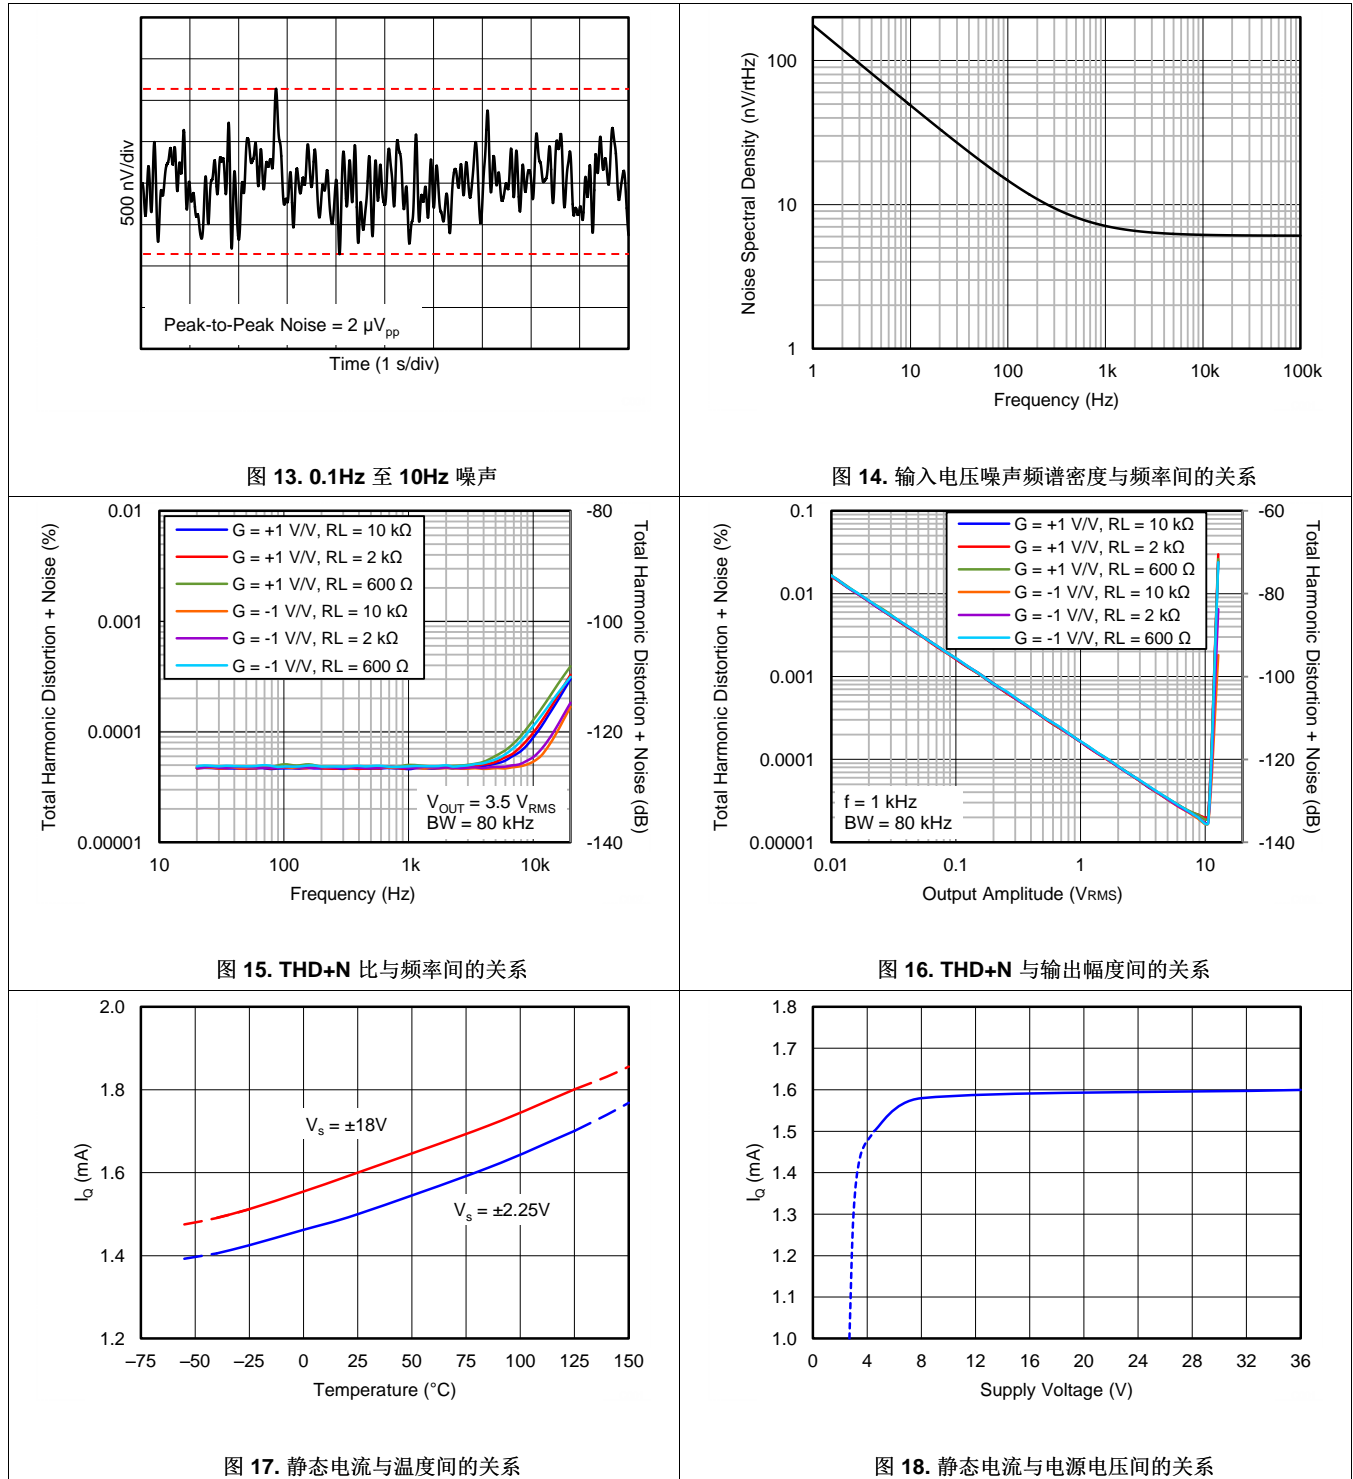 500 nV/div
Peak-to-Peak Noise = 2 µVpp
Time (1 s/div)
图 13. 0.1Hz 至 10Hz 噪声
Noise Spectral Density (nV/rtHz)
100
10
1
1 10 100 1k 10k 100k
Frequency (Hz)
图 14. 输入电压噪声频谱密度与频率间的关系
Total Harmonic Distortion + Noise (%)
0.01
0.001
0.0001
0.00001
G = +1 V/V, RL = 10 kΩ
G = +1 V/V, RL = 2 kΩ
G = +1 V/V, RL = 600 Ω
G = -1 V/V, RL = 10 kΩ
G = -1 V/V, RL = 2 kΩ
G = -1 V/V, RL = 600 Ω
VOUT = 3.5 VRMS
BW = 80 kHz
-80
-100
-120
-140
Total Harmonic Distortion + Noise (dB)
10 100 1k 10k
Frequency (Hz)
图 15. THD+N 比与频率间的关系
Total Harmonic Distortion + Noise (%)
0.1
0.01
0.001
0.0001
0.00001
G = +1 V/V, RL = 10 kΩ
G = +1 V/V, RL = 2 kΩ
G = +1 V/V, RL = 600 Ω
G = -1 V/V, RL = 10 kΩ
G = -1 V/V, RL = 2 kΩ
G = -1 V/V, RL = 600 Ω
f = 1 kHz
BW = 80 kHz
-60
-80
-100
-120
-140
Total Harmonic Distortion + Noise (dB)
0.01 0.1 1 10
Output Amplitude (VRMS)
图 16. THD+N 与输出幅度间的关系
IQ (mA)
2.0
1.8
1.6
1.4
1.2
Vs = ±18V
Vs = ±2.25V
–75 –50 –25 0 25 50 75 100 125 150
Temperature (°C)
图 17. 静态电流与温度间的关系
IQ (mA)
1.8
1.7
1.6
1.5
1.4
1.3
1.2
1.1
1.0
0 4 8 12 16 20 24 28 32 36
Supply Voltage (V)
图 18. 静态电流与电源电压间的关系